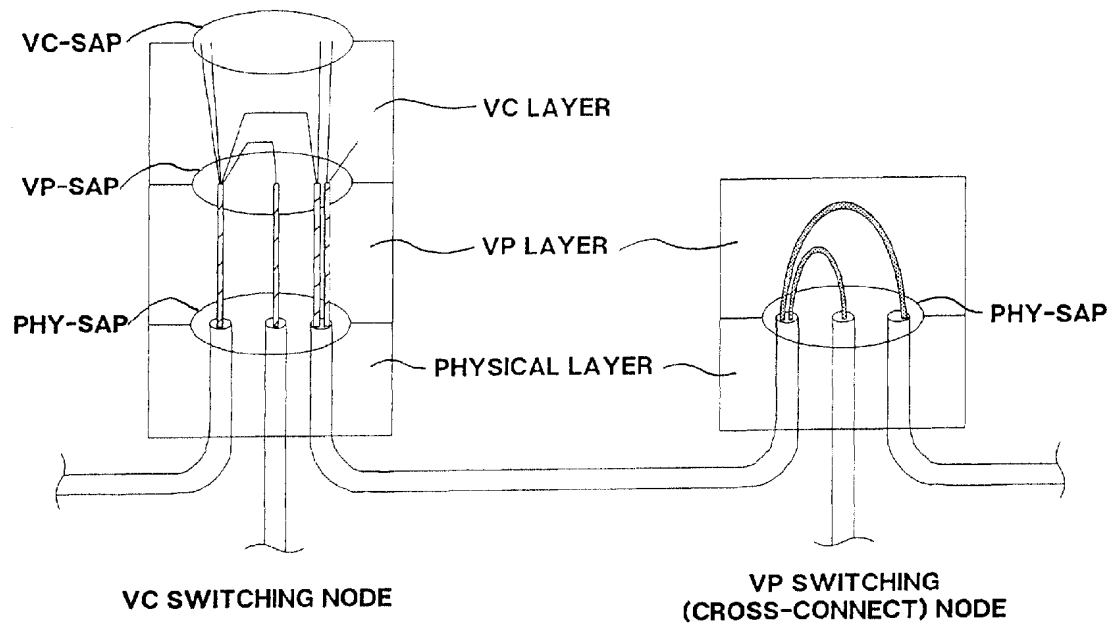 VC-SAP
VC LAYER
VP-SAP
VP LAYER
PHY-SAP
PHY-SAP
PHYSICAL LAYER
VC SWITCHING NODE
VP SWITCHING
(CROSS-CONNECT) NODE